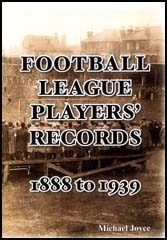 FOOTBALL
LEAGUE
PLAYERS'
RECORDS
1888 to 1939
Michael Joyce